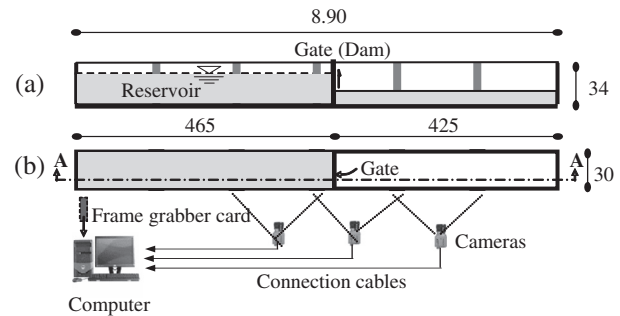 8.90
Gate (Dam)
(a)
Reservoir
34
465
425
(b)
A
A
Gate
30
Frame grabber card
Cameras
Connection cables
Computer